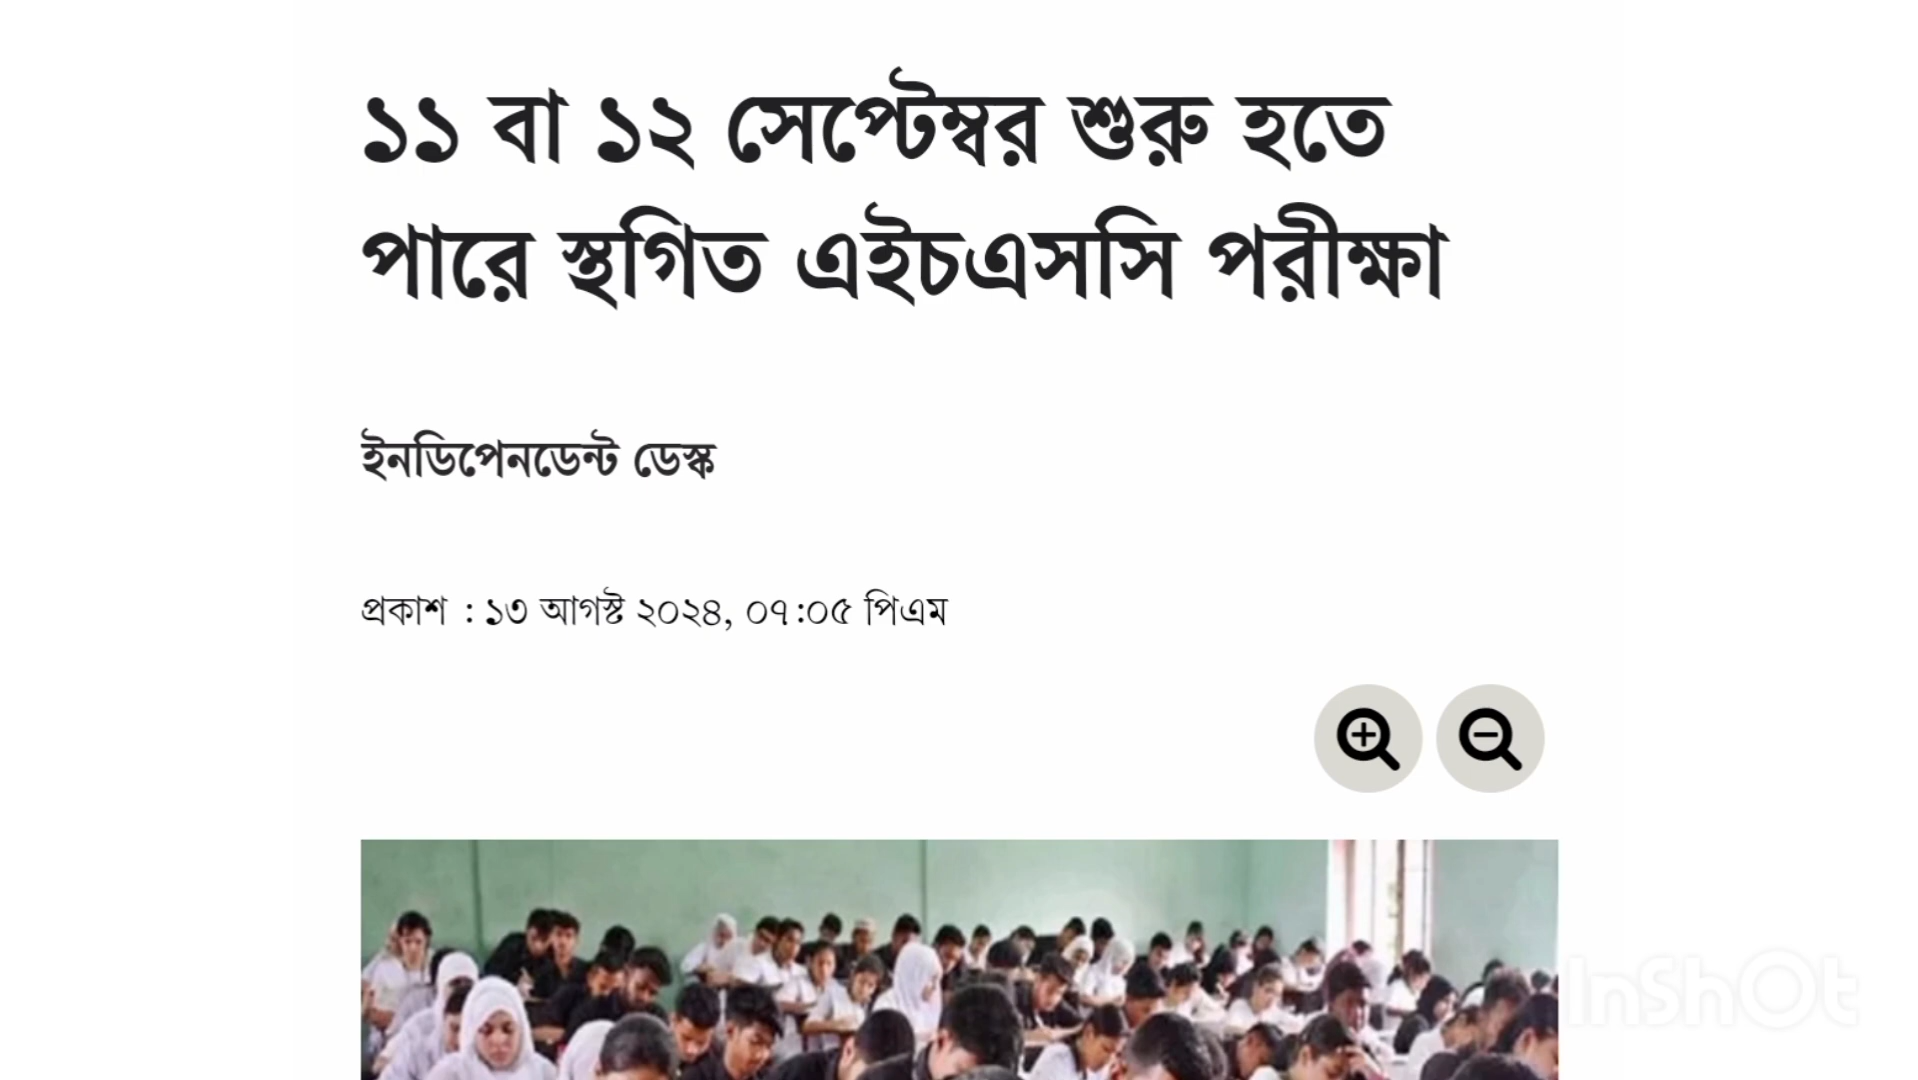 ১১ বা ১২ সেপ্টেম্বর শুরু হতে
পারে স্থগিত এইচএসসি পরীক্ষা
ইনডিপেনডেন্ট ডেস্ক
প্রকাশ : ১৩ আগস্ট ২০২৪, ০৭:০৫ পিএম
InShOt